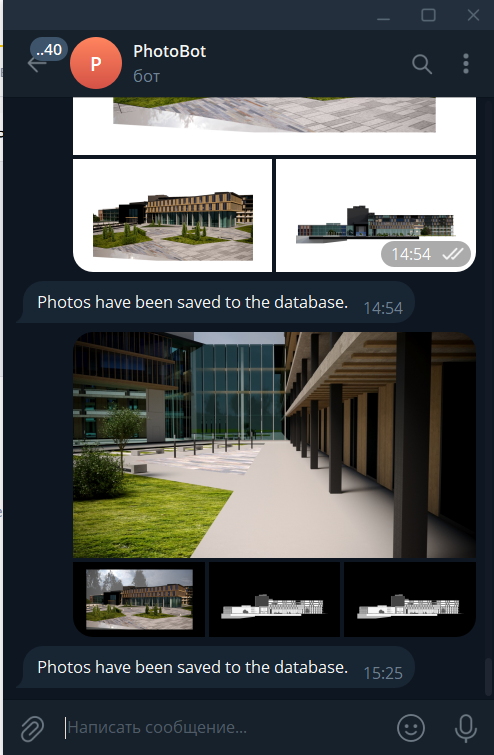 ..40
P
PhotoBot
бот
14:54
Photos have been saved to the database. 14:54
Photos have been saved to the database. 15:25
Написать сообщение...